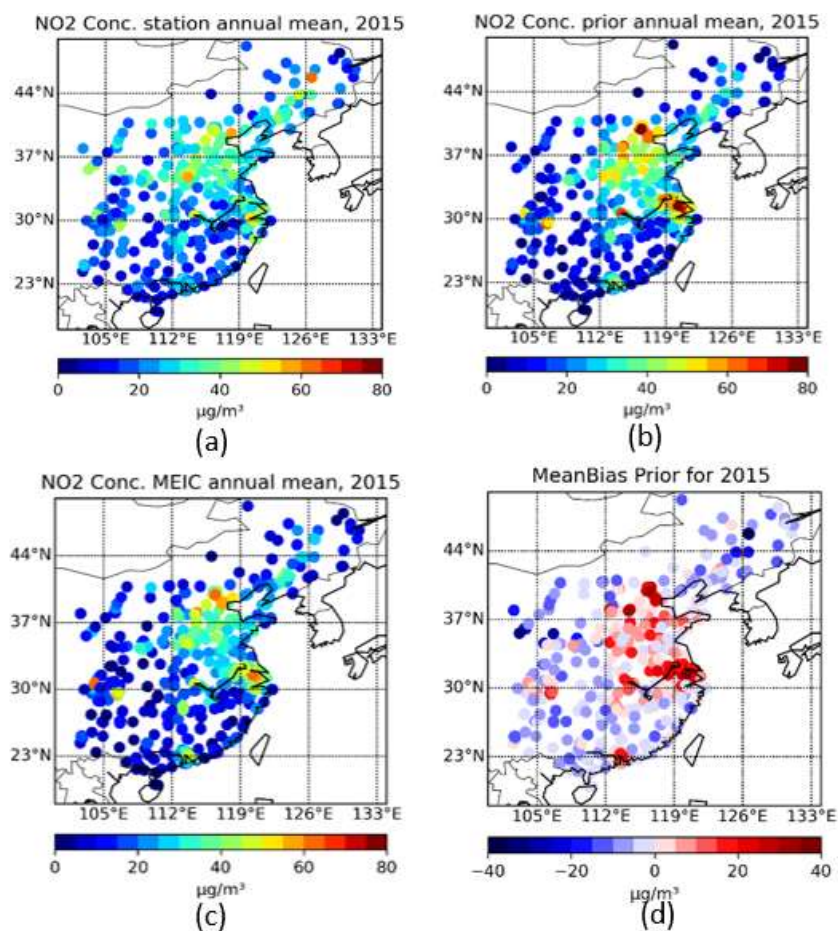 NO2 Conc. station annual mean, 2015
44°N
37°N
30°N
23°N
105°E 112°E 119°E 126°E 133°E
0 20 40 60 80
µg/m³
(a)
NO2 Conc. prior annual mean, 2015
44°N
37°N
30°N
23°N
105°E 112°E 119°E 126°E 133°E
0 20 40 60 80
µg/m³
(b)
NO2 Conc. MEIC annual mean, 2015
44°N
37°N
30°N
23°N
105°E 112°E 119°E 126°E 133°E
0 20 40 60 80
µg/m³
(c)
MeanBias Prior for 2015
44°N
37°N
30°N
23°N
105°E 112°E 119°E 126°E 133°E
−40 −20 0 20 40
µg/m³
(d)